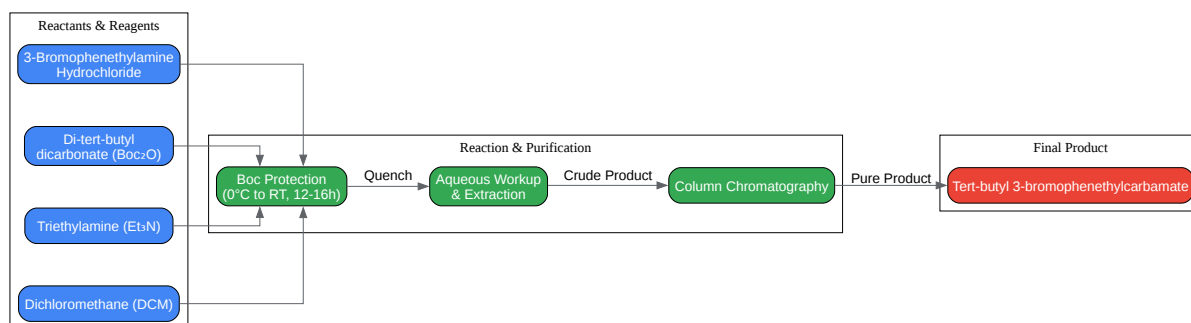 Reactants & Reagents
3-Bromophenethylamine
Hydrochloride
Di-tert-butyl
dicarbonate (Boc₂O)
Triethylamine (Et₃N)
Dichloromethane (DCM)
Reaction & Purification
Boc Protection
(0°C to RT, 12-16h)
Quench
Aqueous Workup
& Extraction
Crude Product
Column Chromatography
Pure Product
Final Product
Tert-butyl 3-bromophenethylcarbamate